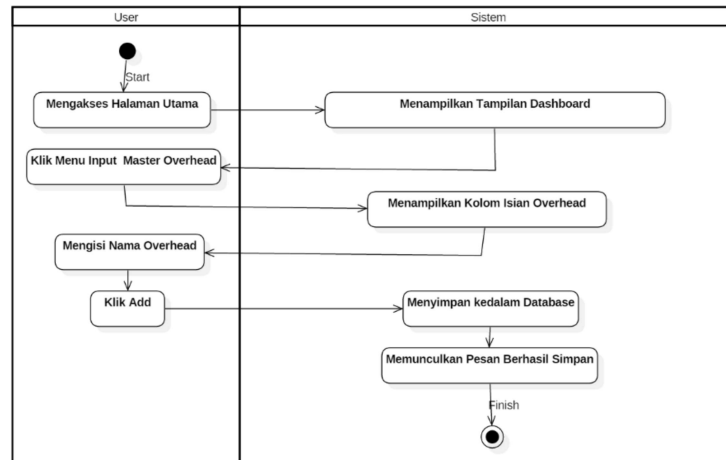 User
Sistem
Start
Mengakses Halaman Utama
Menampilkan Tampilan Dashboard
Klik Menu Input Master Overhead
Menampilkan Kolom Isian Overhead
Mengisi Nama Overhead
Klik Add
Menyimpan kedalam Database
Memunculkan Pesan Berhasil Simpan
Finish